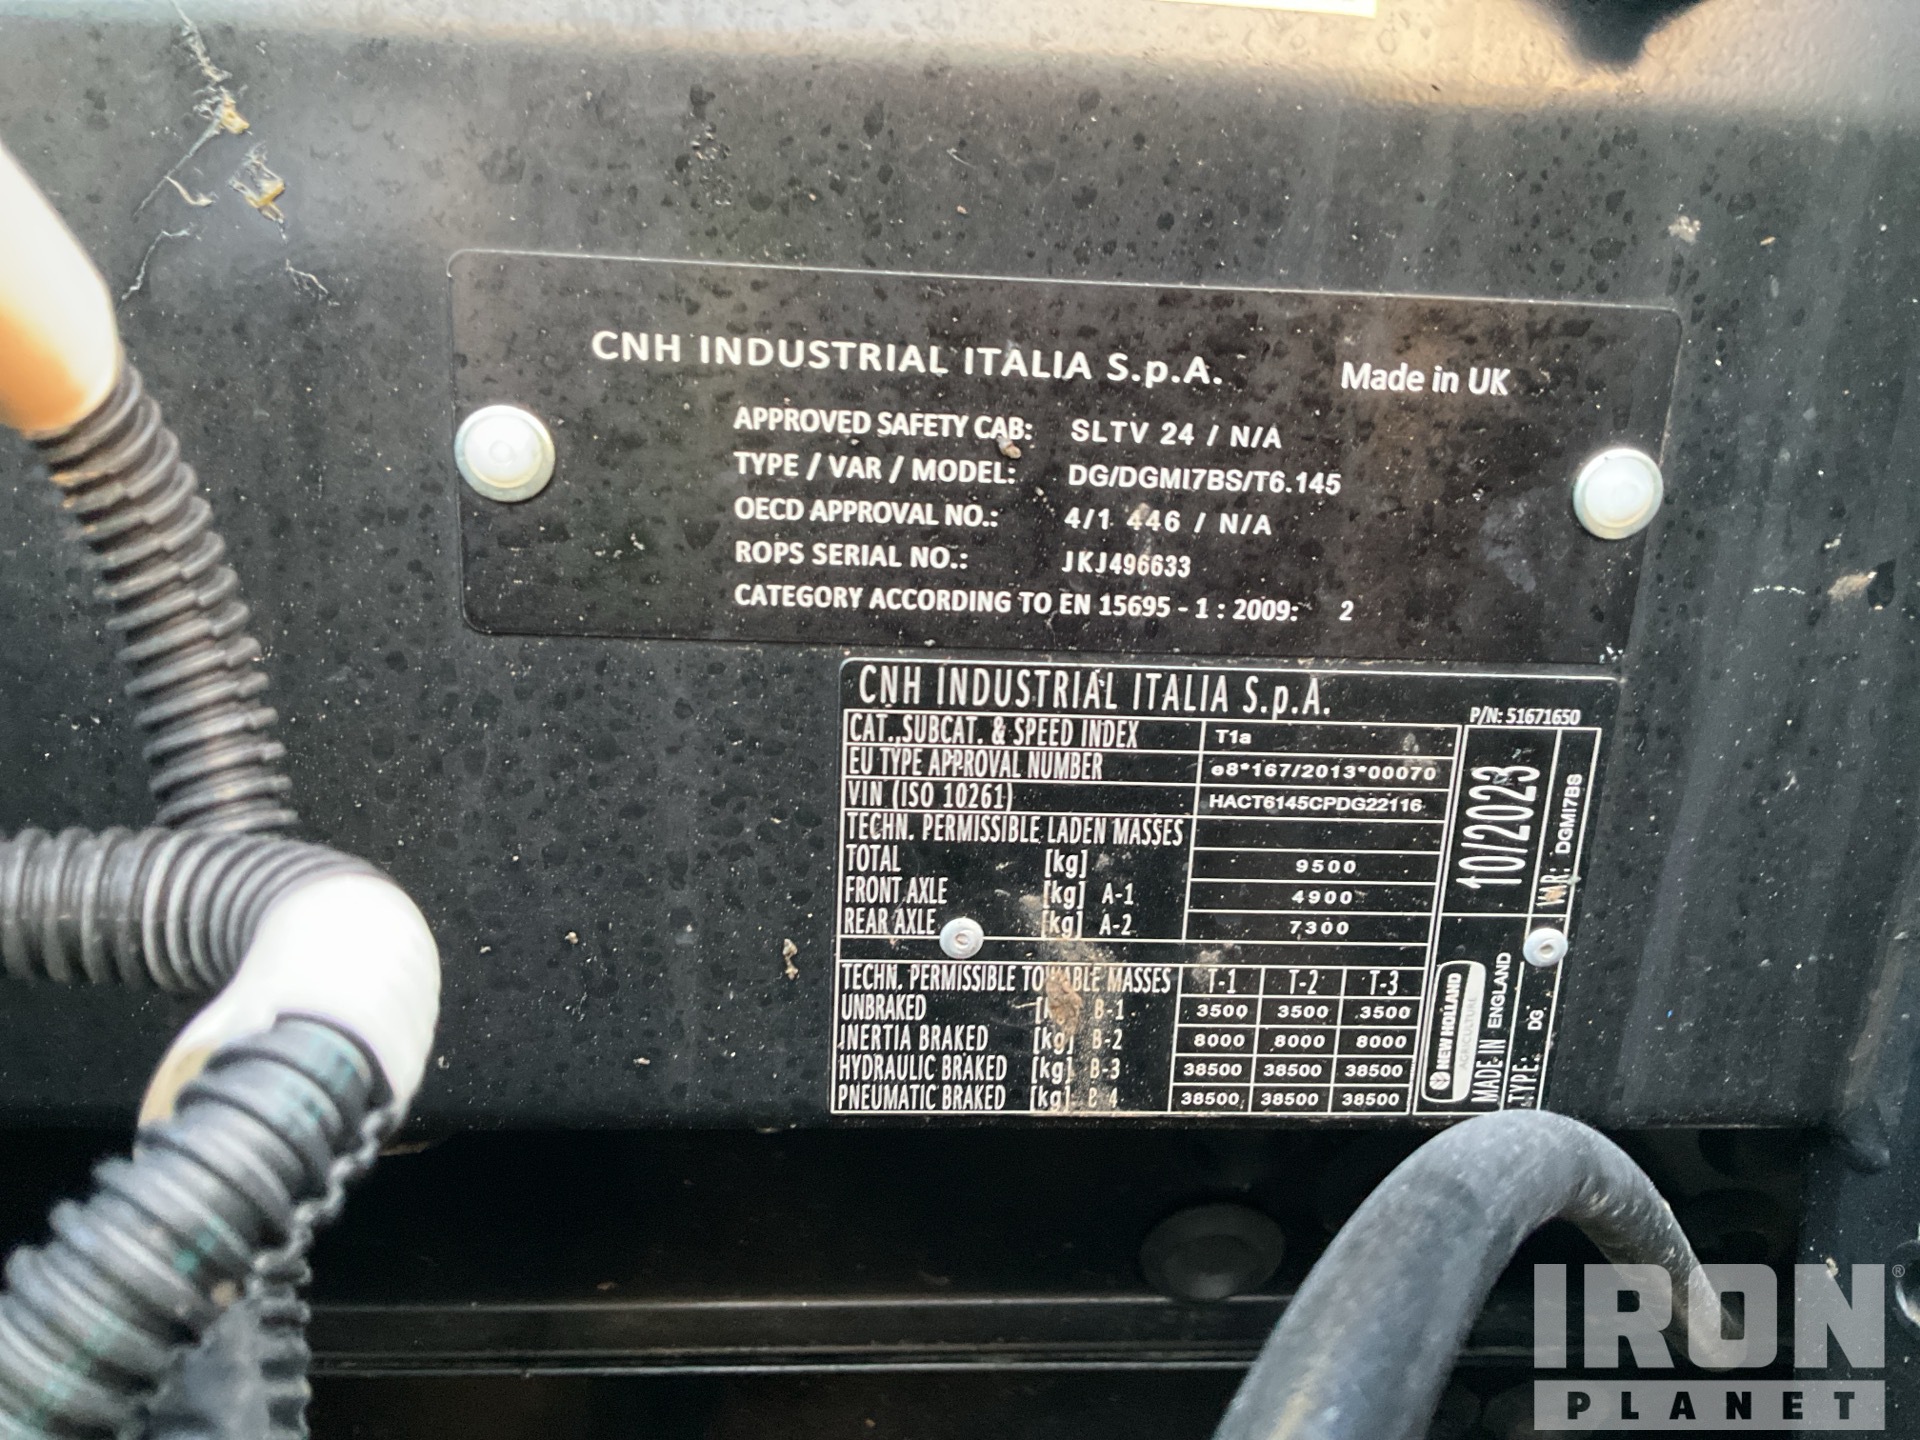 CNH INDUSTRIAL ITALIA S.p.A. Made in UK
APPROVED SAFETY CAB: SLTV 24 / N/A
TYPE / VAR / MODEL: DG/DGMI7BS/T6.145
OECD APPROVAL NO.: 4/1 446 / N/A
ROPS SERIAL NO.: JKJ496633
CATEGORY ACCORDING TO EN 15695 - 1 : 2009: 2
CNH INDUSTRIAL ITALIA S.p.A. P/N: 51671650
CAT.,SUBCAT. & SPEED INDEX T1a
EU TYPE APPROVAL NUMBER e8*167/2013*00070
VIN (ISO 10261) HACT6145CPDG22116
TECHN. PERMISSIBLE LADEN MASSES
TOTAL [kg] 9500
FRONT AXLE [kg] A-1 4900
REAR AXLE [kg] A-2 7300
TECHN. PERMISSIBLE TOWABLE MASSES T-1 T-2 T-3
UNBRAKED B-1 3500 3500 3500
INERTIA BRAKED [kg] B-2 8000 8000 8000
HYDRAULIC BRAKED [kg] B-3 38500 38500 38500
PNEUMATIC BRAKED [kg] 38500 38500 38500
10/2023
VAR: DGMI7BS
NEW HOLLAND
AGRICULTURE
MADE IN ENGLAND
TYPE: DG
IRON
PLANET
®